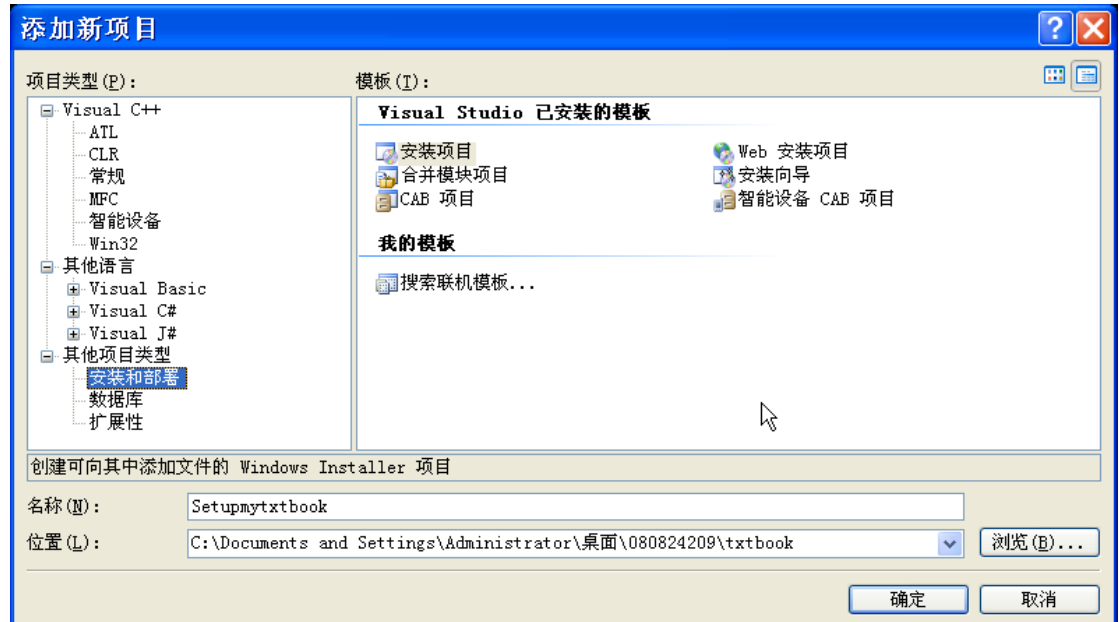 添加新项目
项目类型(P):
模板(T):
Visual C++
ATL
CLR
常规
MFC
智能设备
Win32
其他语言
Visual Basic
Visual C#
Visual J#
其他项目类型
安装和部署
数据库
扩展性
Visual Studio 已安装的模板
安装项目
Web 安装项目
合并模块项目
安装向导
CAB 项目
智能设备 CAB 项目
我的模板
搜索联机模板...
创建可向其中添加文件的 Windows Installer 项目
名称(N):
Setupmytxtbook
位置(L):
C:\Documents and Settings\Administrator\桌面\080824209\txtbook
浏览(B)...
确定
取消